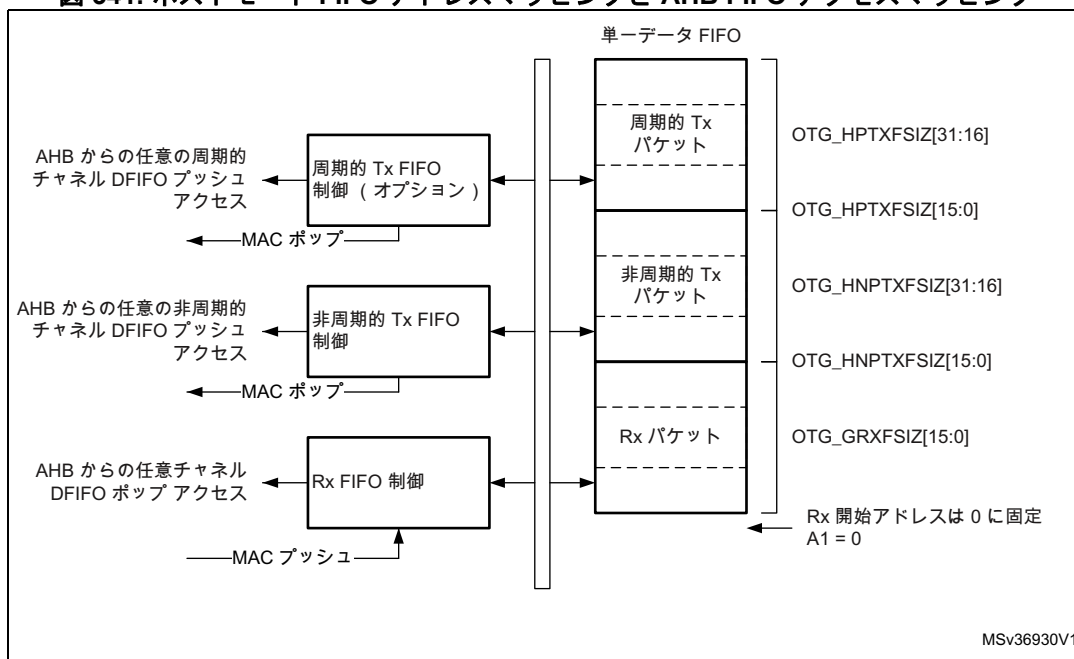 単一データ FIFO
周期的 Tx
パケット
OTG_HPTXFSIZ[31:16]
AHB からの任意の周期的
チャネル DFIFO プッシュ
アクセス
周期的 Tx FIFO
制御 ( オプション )
OTG_HPTXFSIZ[15:0]
MAC ポップ
非周期的 Tx
パケット
OTG_HNPTXFSIZ[31:16]
AHB からの任意の非周期的
チャネル DFIFO プッシュ
アクセス
非周期的 Tx FIFO
制御
OTG_HNPTXFSIZ[15:0]
MAC ポップ
Rx パケット
OTG_GRXFSIZ[15:0]
AHB からの任意チャネル
DFIFO ポップ アクセス
Rx FIFO 制御
Rx 開始アドレスは 0 に固定
A1 = 0
MAC プッシュ
MSv36930V1